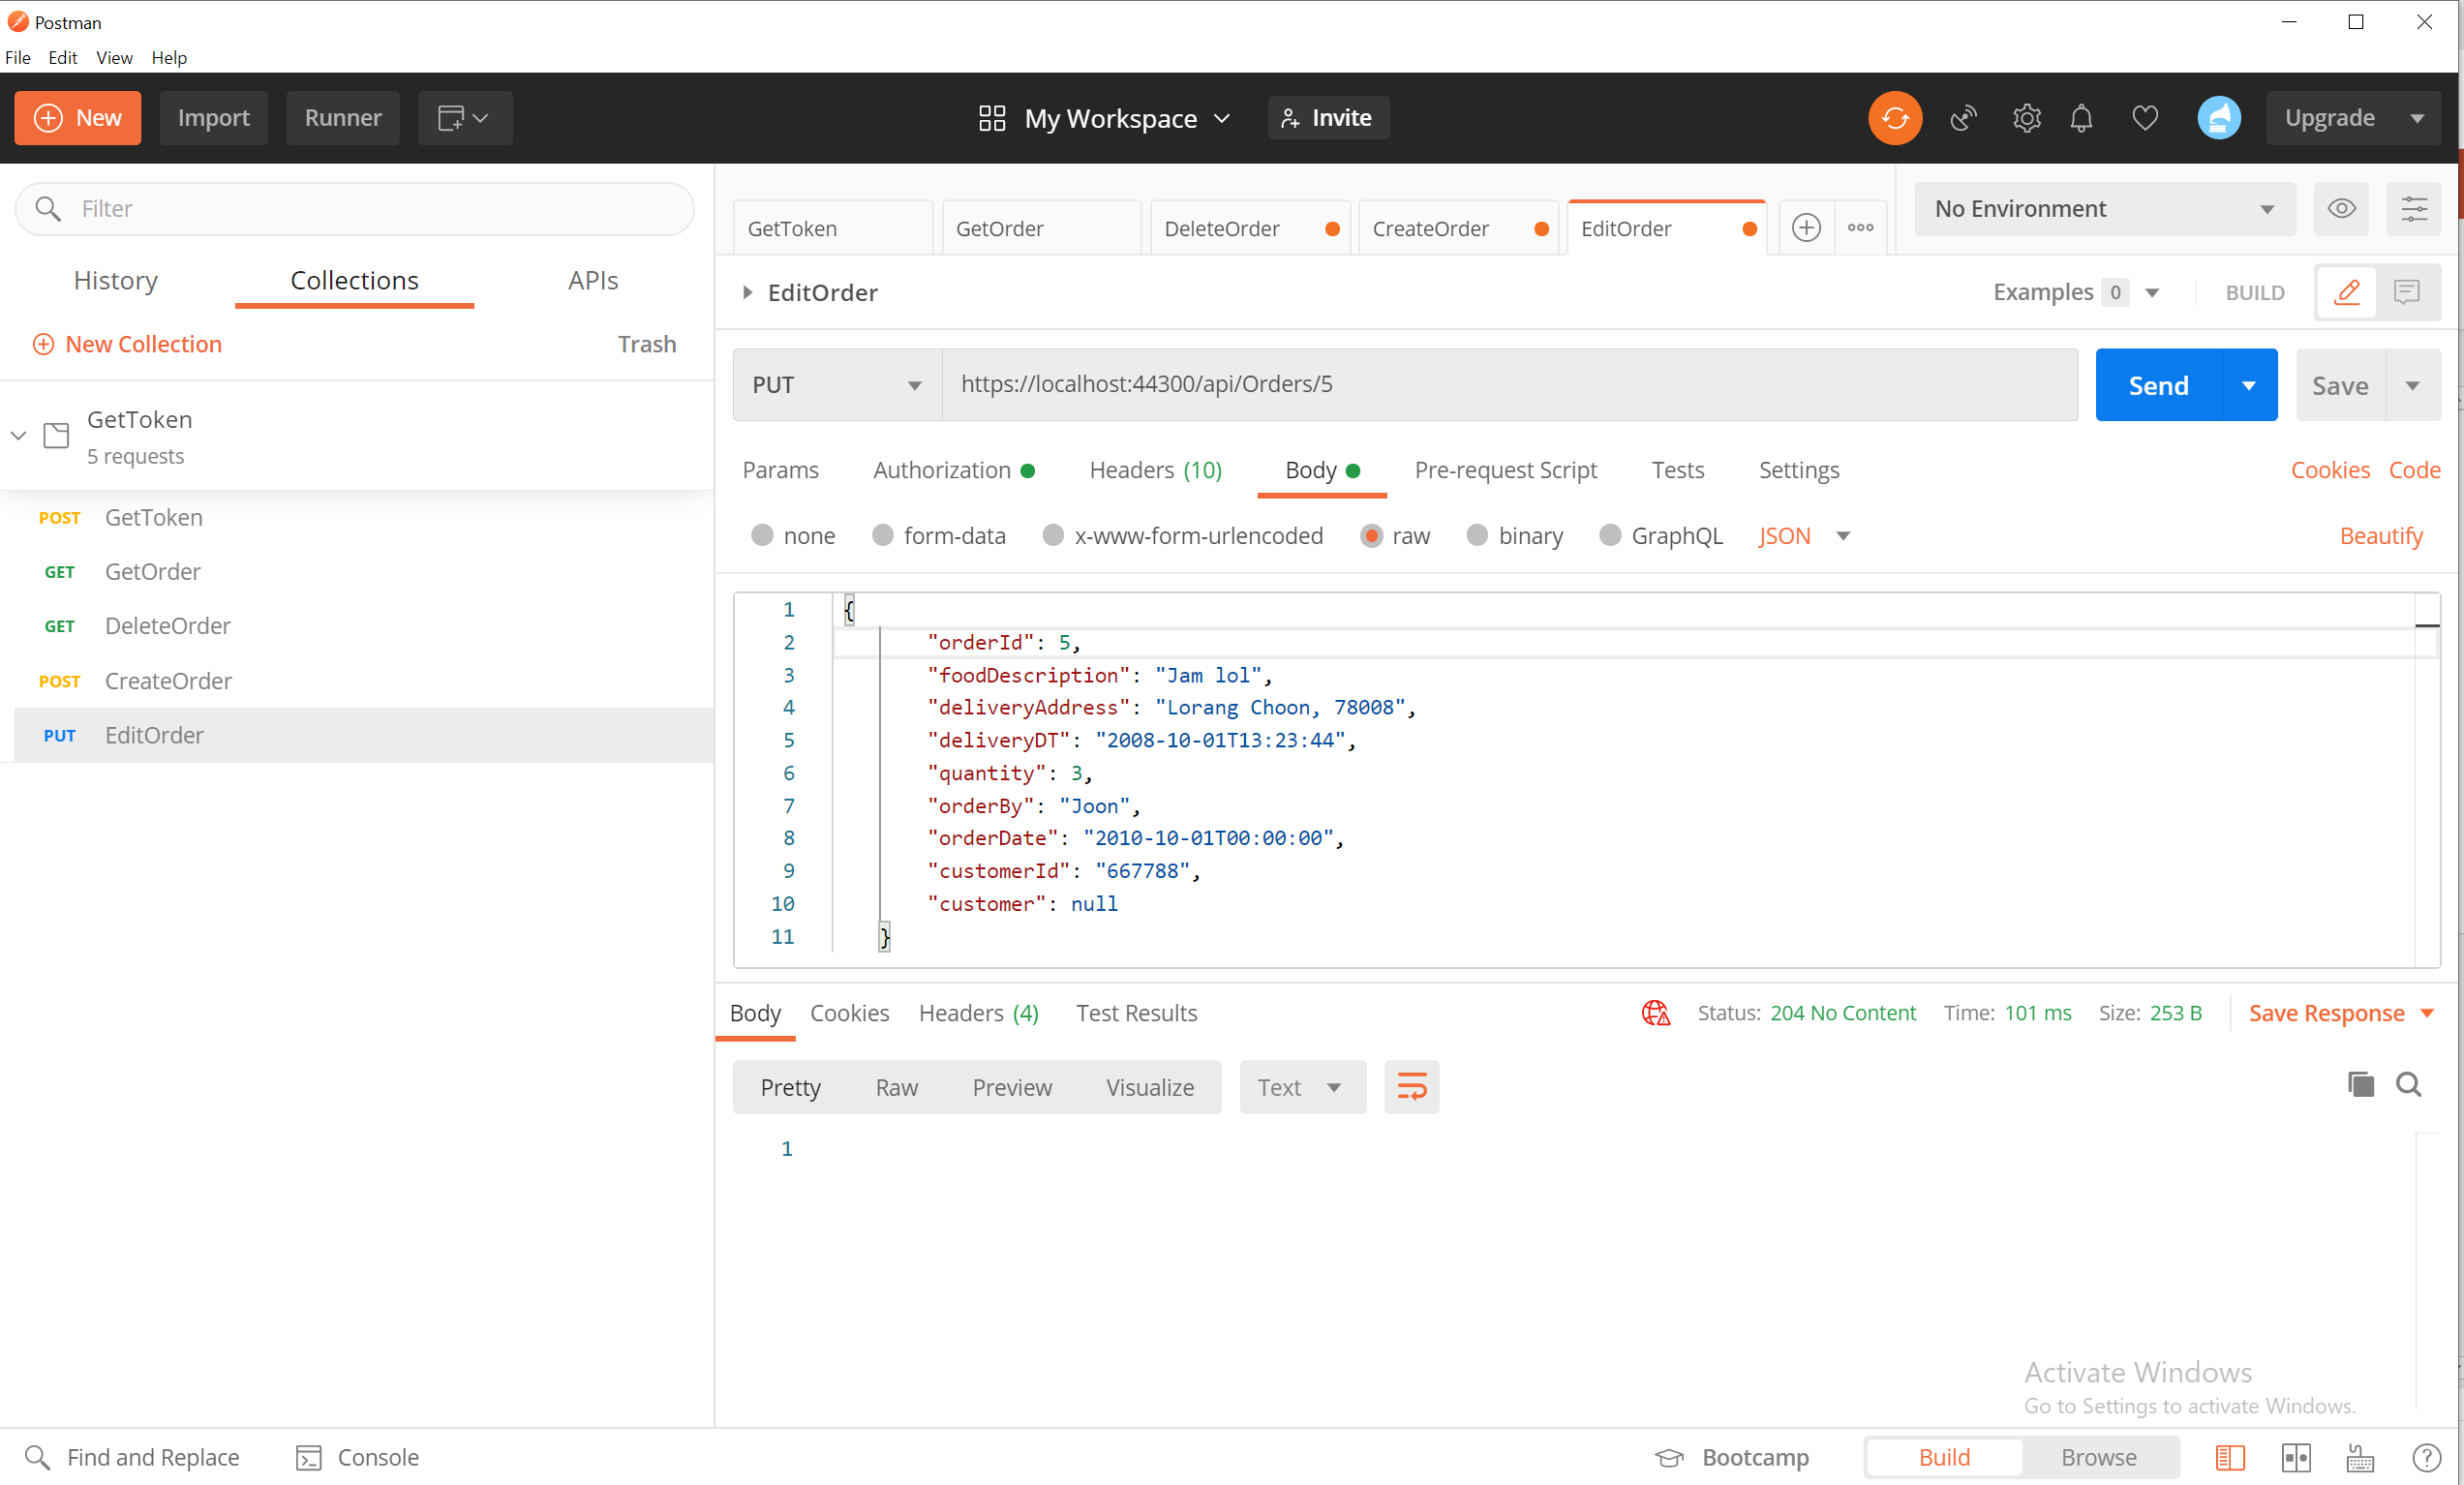 Postman
File Edit View Help
New Import Runner My Workspace Invite Upgrade
Filter
History Collections APIs
New Collection Trash
GetToken
5 requests
POST GetToken
GET GetOrder
GET DeleteOrder
POST CreateOrder
PUT EditOrder
GetToken GetOrder DeleteOrder CreateOrder EditOrder
No Environment
EditOrder Examples 0 BUILD
PUT https://localhost:44300/api/Orders/5 Send Save
Params Authorization Headers (10) Body Pre-request Script Tests Settings Cookies Code
none form-data x-www-form-urlencoded raw binary GraphQL JSON Beautify
1 {
2 "orderId": 5,
3 "foodDescription": "Jam lol",
4 "deliveryAddress": "Lorang Choon, 78008",
5 "deliveryDT": "2008-10-01T13:23:44",
6 "quantity": 3,
7 "orderBy": "Joon",
8 "orderDate": "2010-10-01T00:00:00",
9 "customerId": "667788",
10 "customer": null
11 }
Body Cookies Headers (4) Test Results Status: 204 No Content Time: 101 ms Size: 253 B Save Response
Pretty Raw Preview Visualize Text
1
Activate Windows
Go to Settings to activate Windows.
Find and Replace Console Bootcamp Build Browse